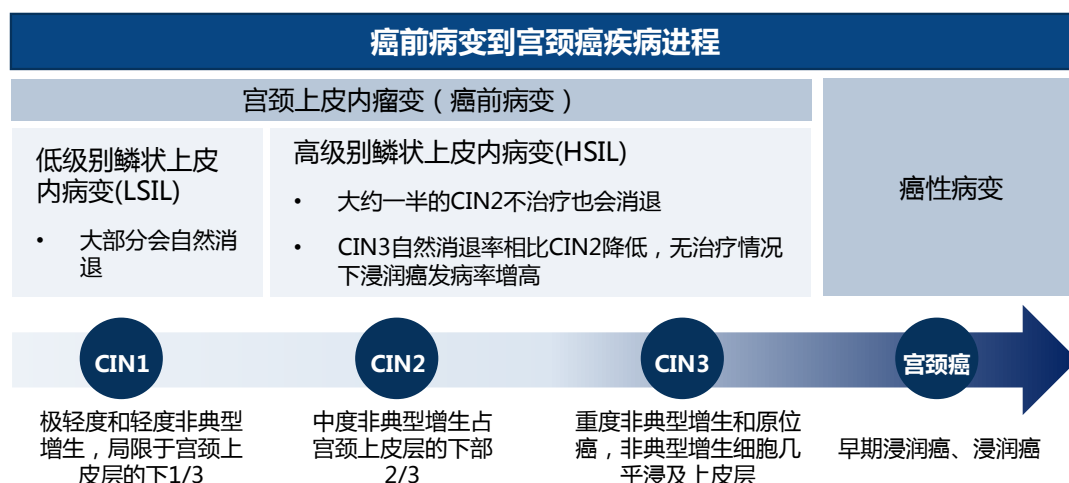 癌前病变到宫颈癌疾病进程
宫颈上皮内瘤变（癌前病变）
低级别鳞状上皮
内病变(LSIL)
• 大部分会自然消
退
高级别鳞状上皮内病变(HSIL)
• 大约一半的CIN2不治疗也会消退
• CIN3自然消退率相比CIN2降低，无治疗情况
下浸润癌发病率增高
癌性病变
CIN1
CIN2
CIN3
宫颈癌
极轻度和轻度非典型
增生，局限于宫颈上
皮层的下1/3
中度非典型增生占
宫颈上皮层的下部
2/3
重度非典型增生和原位
癌，非典型增生细胞几
乎浸及上皮层
早期浸润癌、浸润癌